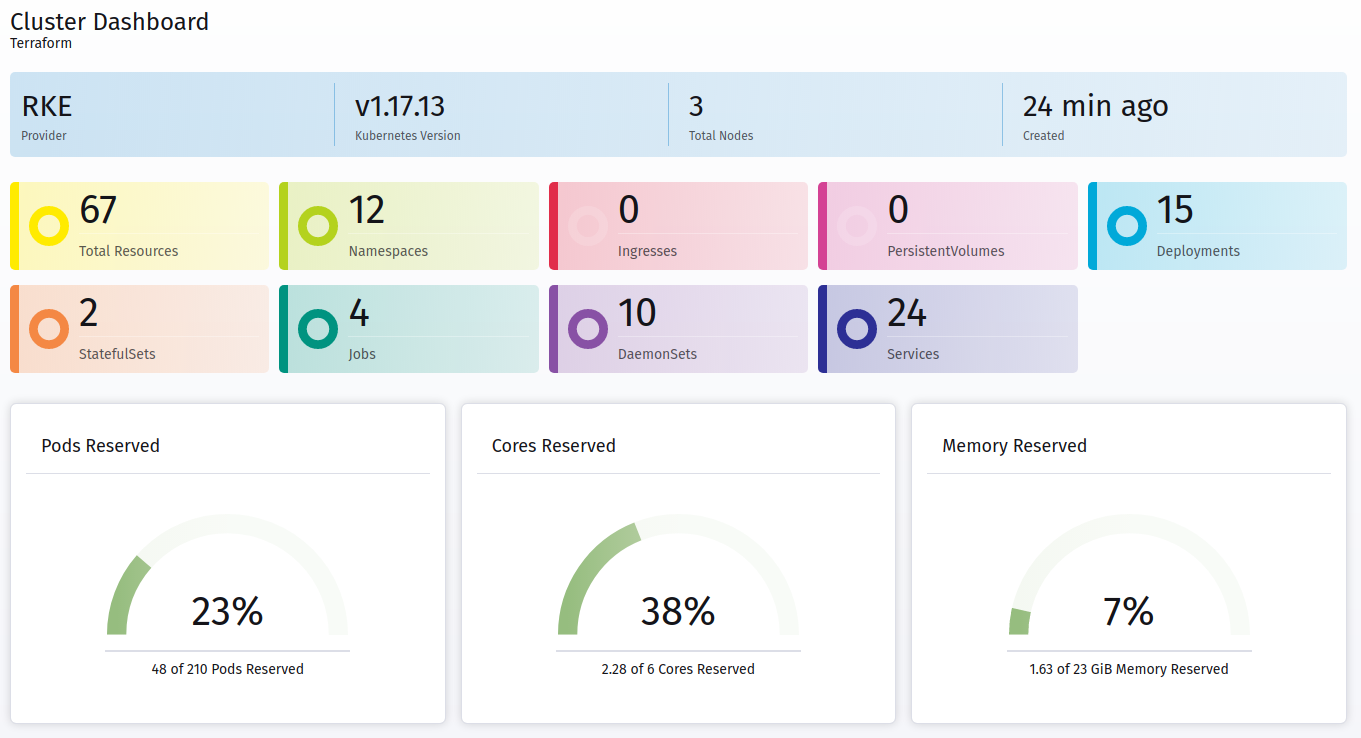 Cluster Dashboard
Terraform
RKE
Provider
v1.17.13
Kubernetes Version
3
Total Nodes
24 min ago
Created
67
Total Resources
12
Namespaces
0
Ingresses
0
PersistentVolumes
15
Deployments
2
StatefulSets
4
Jobs
10
DaemonSets
24
Services
Pods Reserved
23%
48 of 210 Pods Reserved
Cores Reserved
38%
2.28 of 6 Cores Reserved
Memory Reserved
7%
1.63 of 23 GiB Memory Reserved